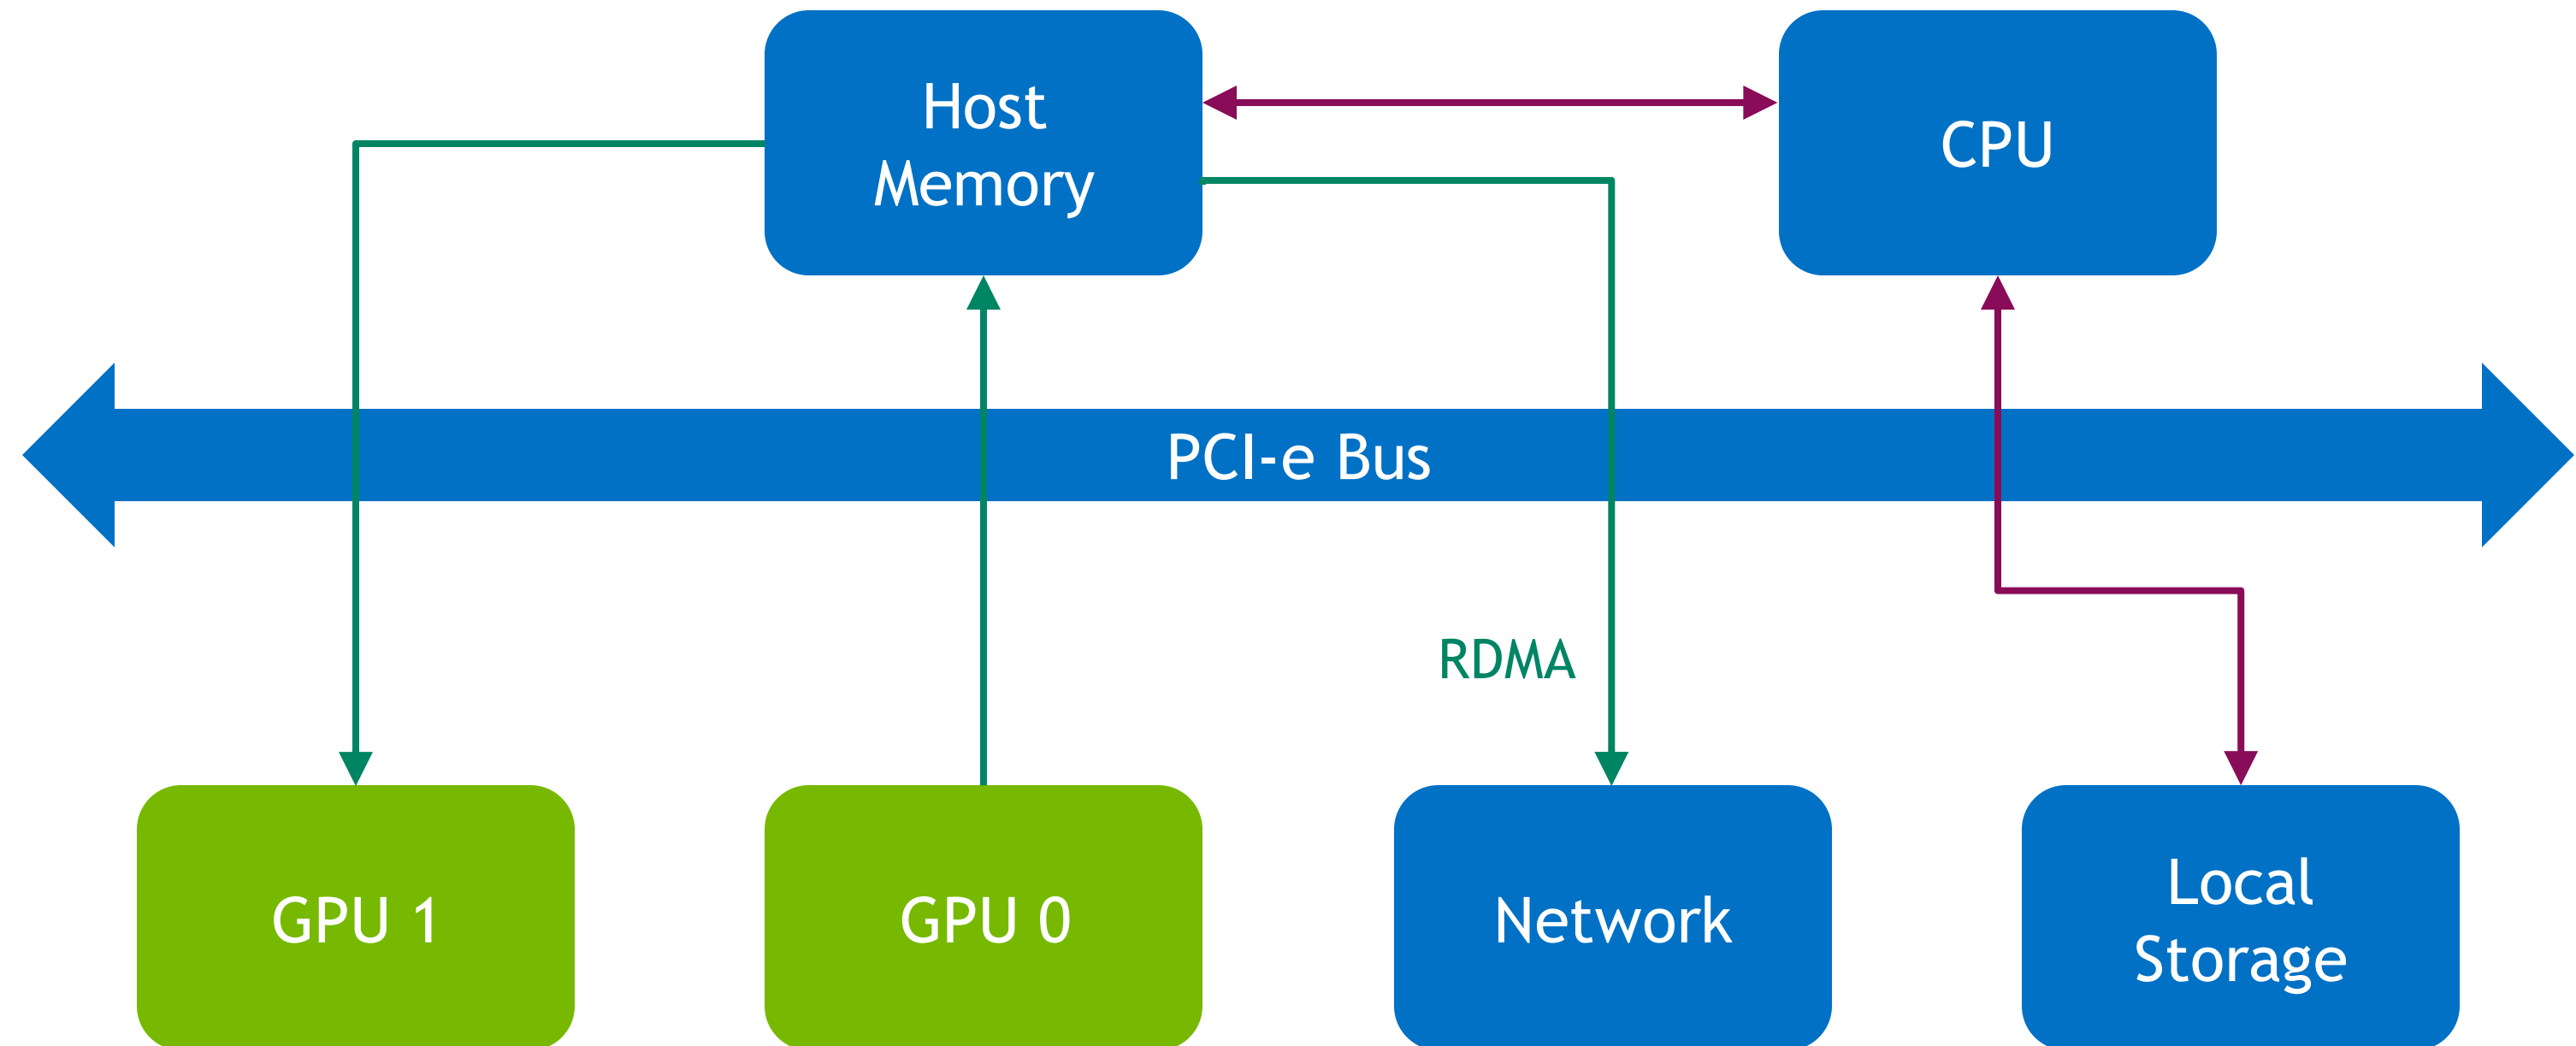 Host
Memory
CPU
PCI-e Bus
RDMA
GPU 1
GPU 0
Network
Local
Storage